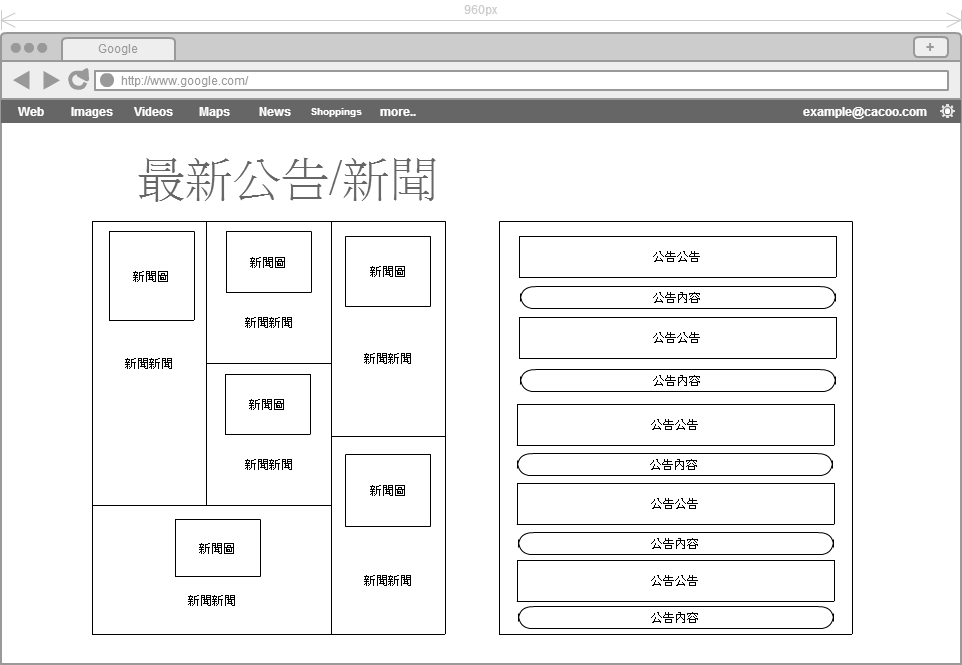 960px
Google
+
http://www.google.com/
Web Images Videos Maps News Shoppings more.. example@cacoo.com
最新公告/新聞
新聞圖
新聞新聞
新聞圖
新聞新聞
新聞圖
新聞新聞
新聞圖
新聞新聞
新聞圖
新聞新聞
新聞圖
新聞新聞
公告公告
公告內容
公告公告
公告內容
公告公告
公告內容
公告公告
公告內容
公告公告
公告內容